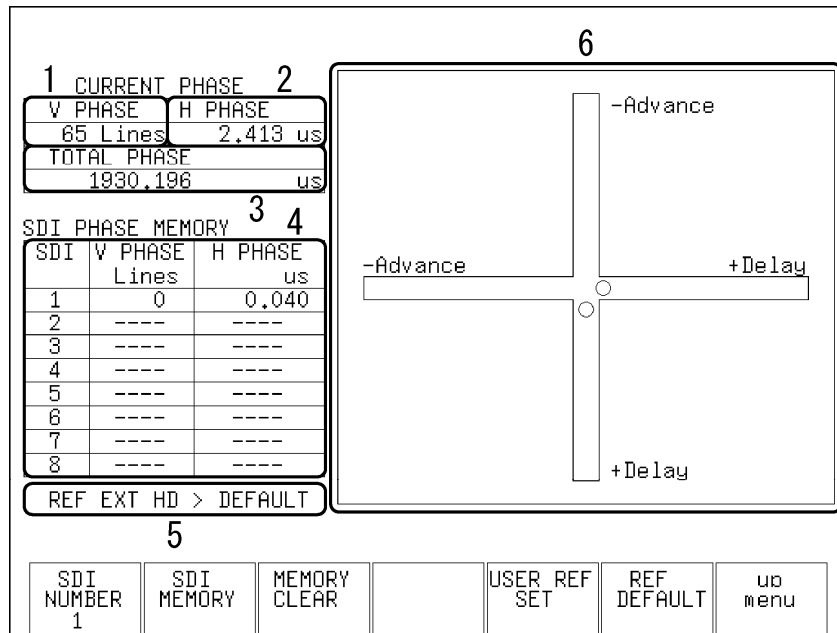 6
1
CURRENT PHASE
2
V PHASE H PHASE
65 Lines 2.413 us
TOTAL PHASE
1930.196 us
3
SDI PHASE MEMORY
4
SDI V PHASE H PHASE
Lines us
1 0 0.040
2 ---- ----
3 ---- ----
4 ---- ----
5 ---- ----
6 ---- ----
7 ---- ----
8 ---- ----
REF EXT HD > DEFAULT
5
-Advance
-Advance
+Delay
+Delay
SDI
NUMBER
1
SDI
MEMORY
MEMORY
CLEAR
USER REF
SET
REF
DEFAULT
up
menu